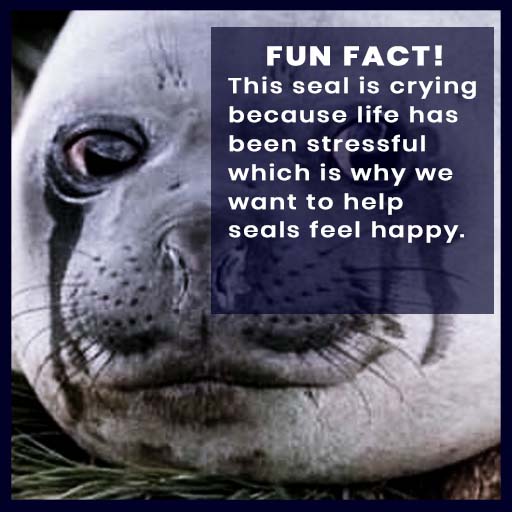 FUN FACT!
This seal is crying
because life has
been stressful
which is why we
want to help
seals feel happy.